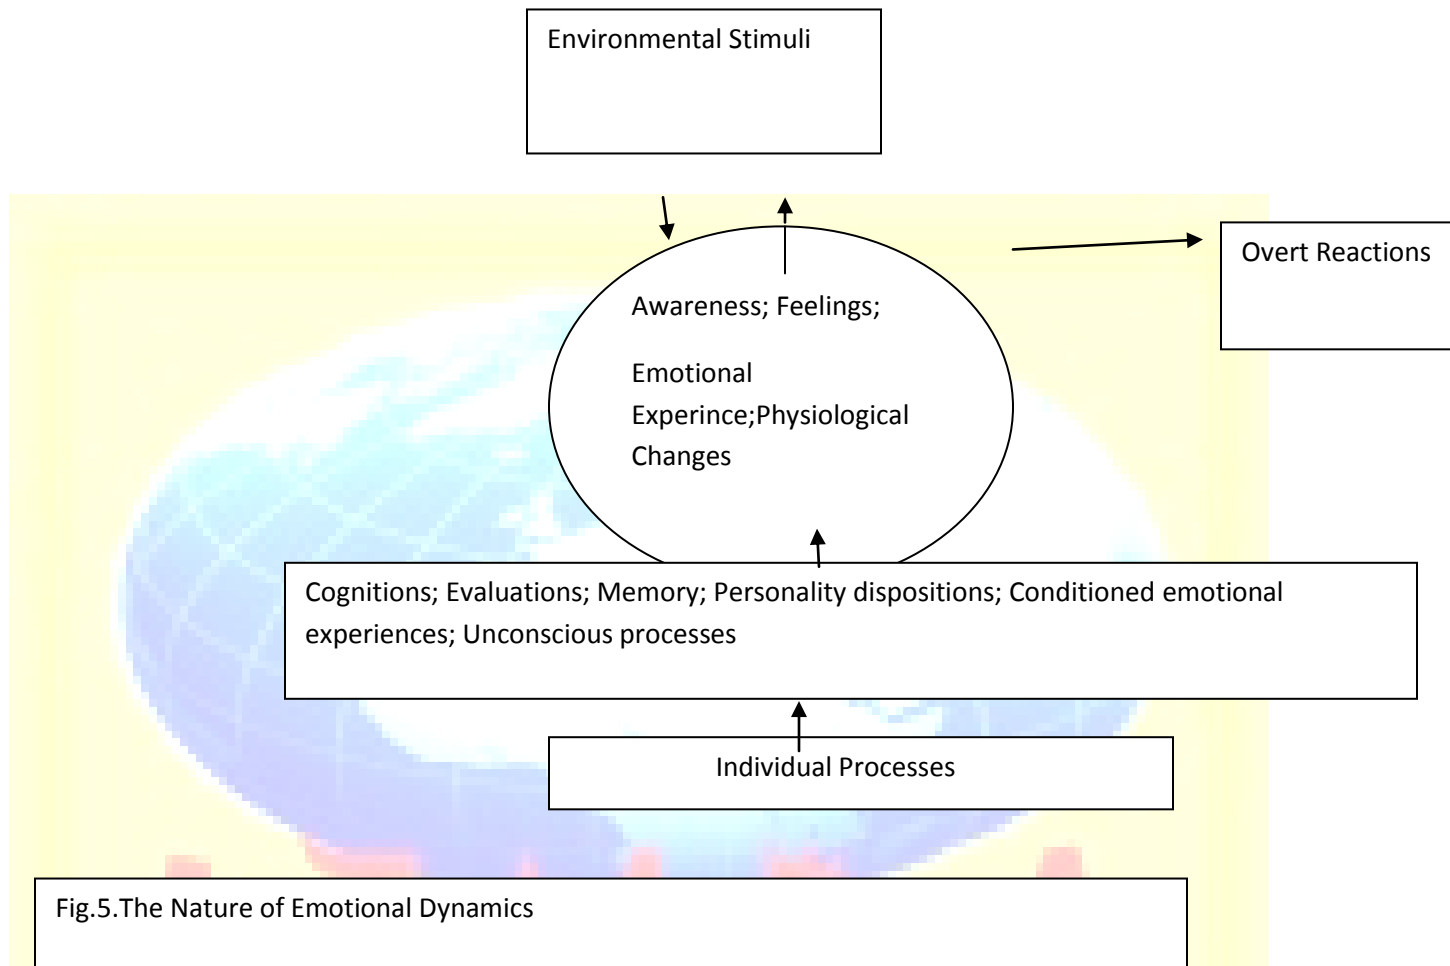 Environmental Stimuli
Overt Reactions
Awareness; Feelings;
Emotional
Experince;Physiological
Changes
Cognitions; Evaluations; Memory; Personality dispositions; Conditioned emotional
experiences; Unconscious processes
Individual Processes
Fig.5.The Nature of Emotional Dynamics